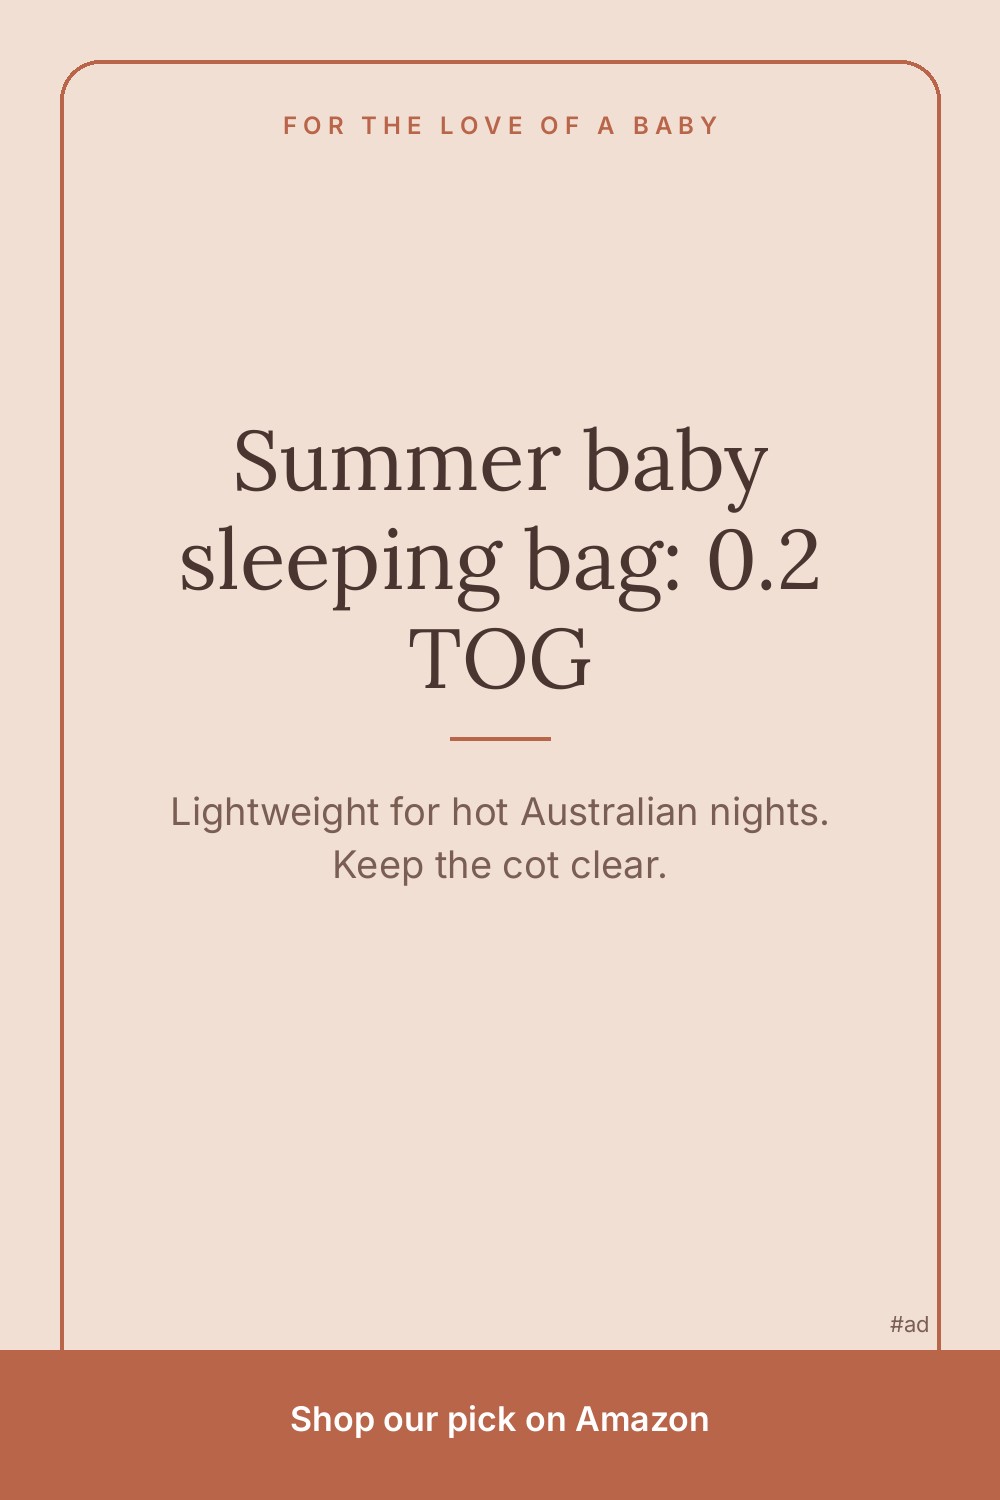 FOR THE LOVE OF A BABY
Summer baby
sleeping bag: 0.2
TOG
Lightweight for hot Australian nights.
Keep the cot clear.
#ad
Shop our pick on Amazon